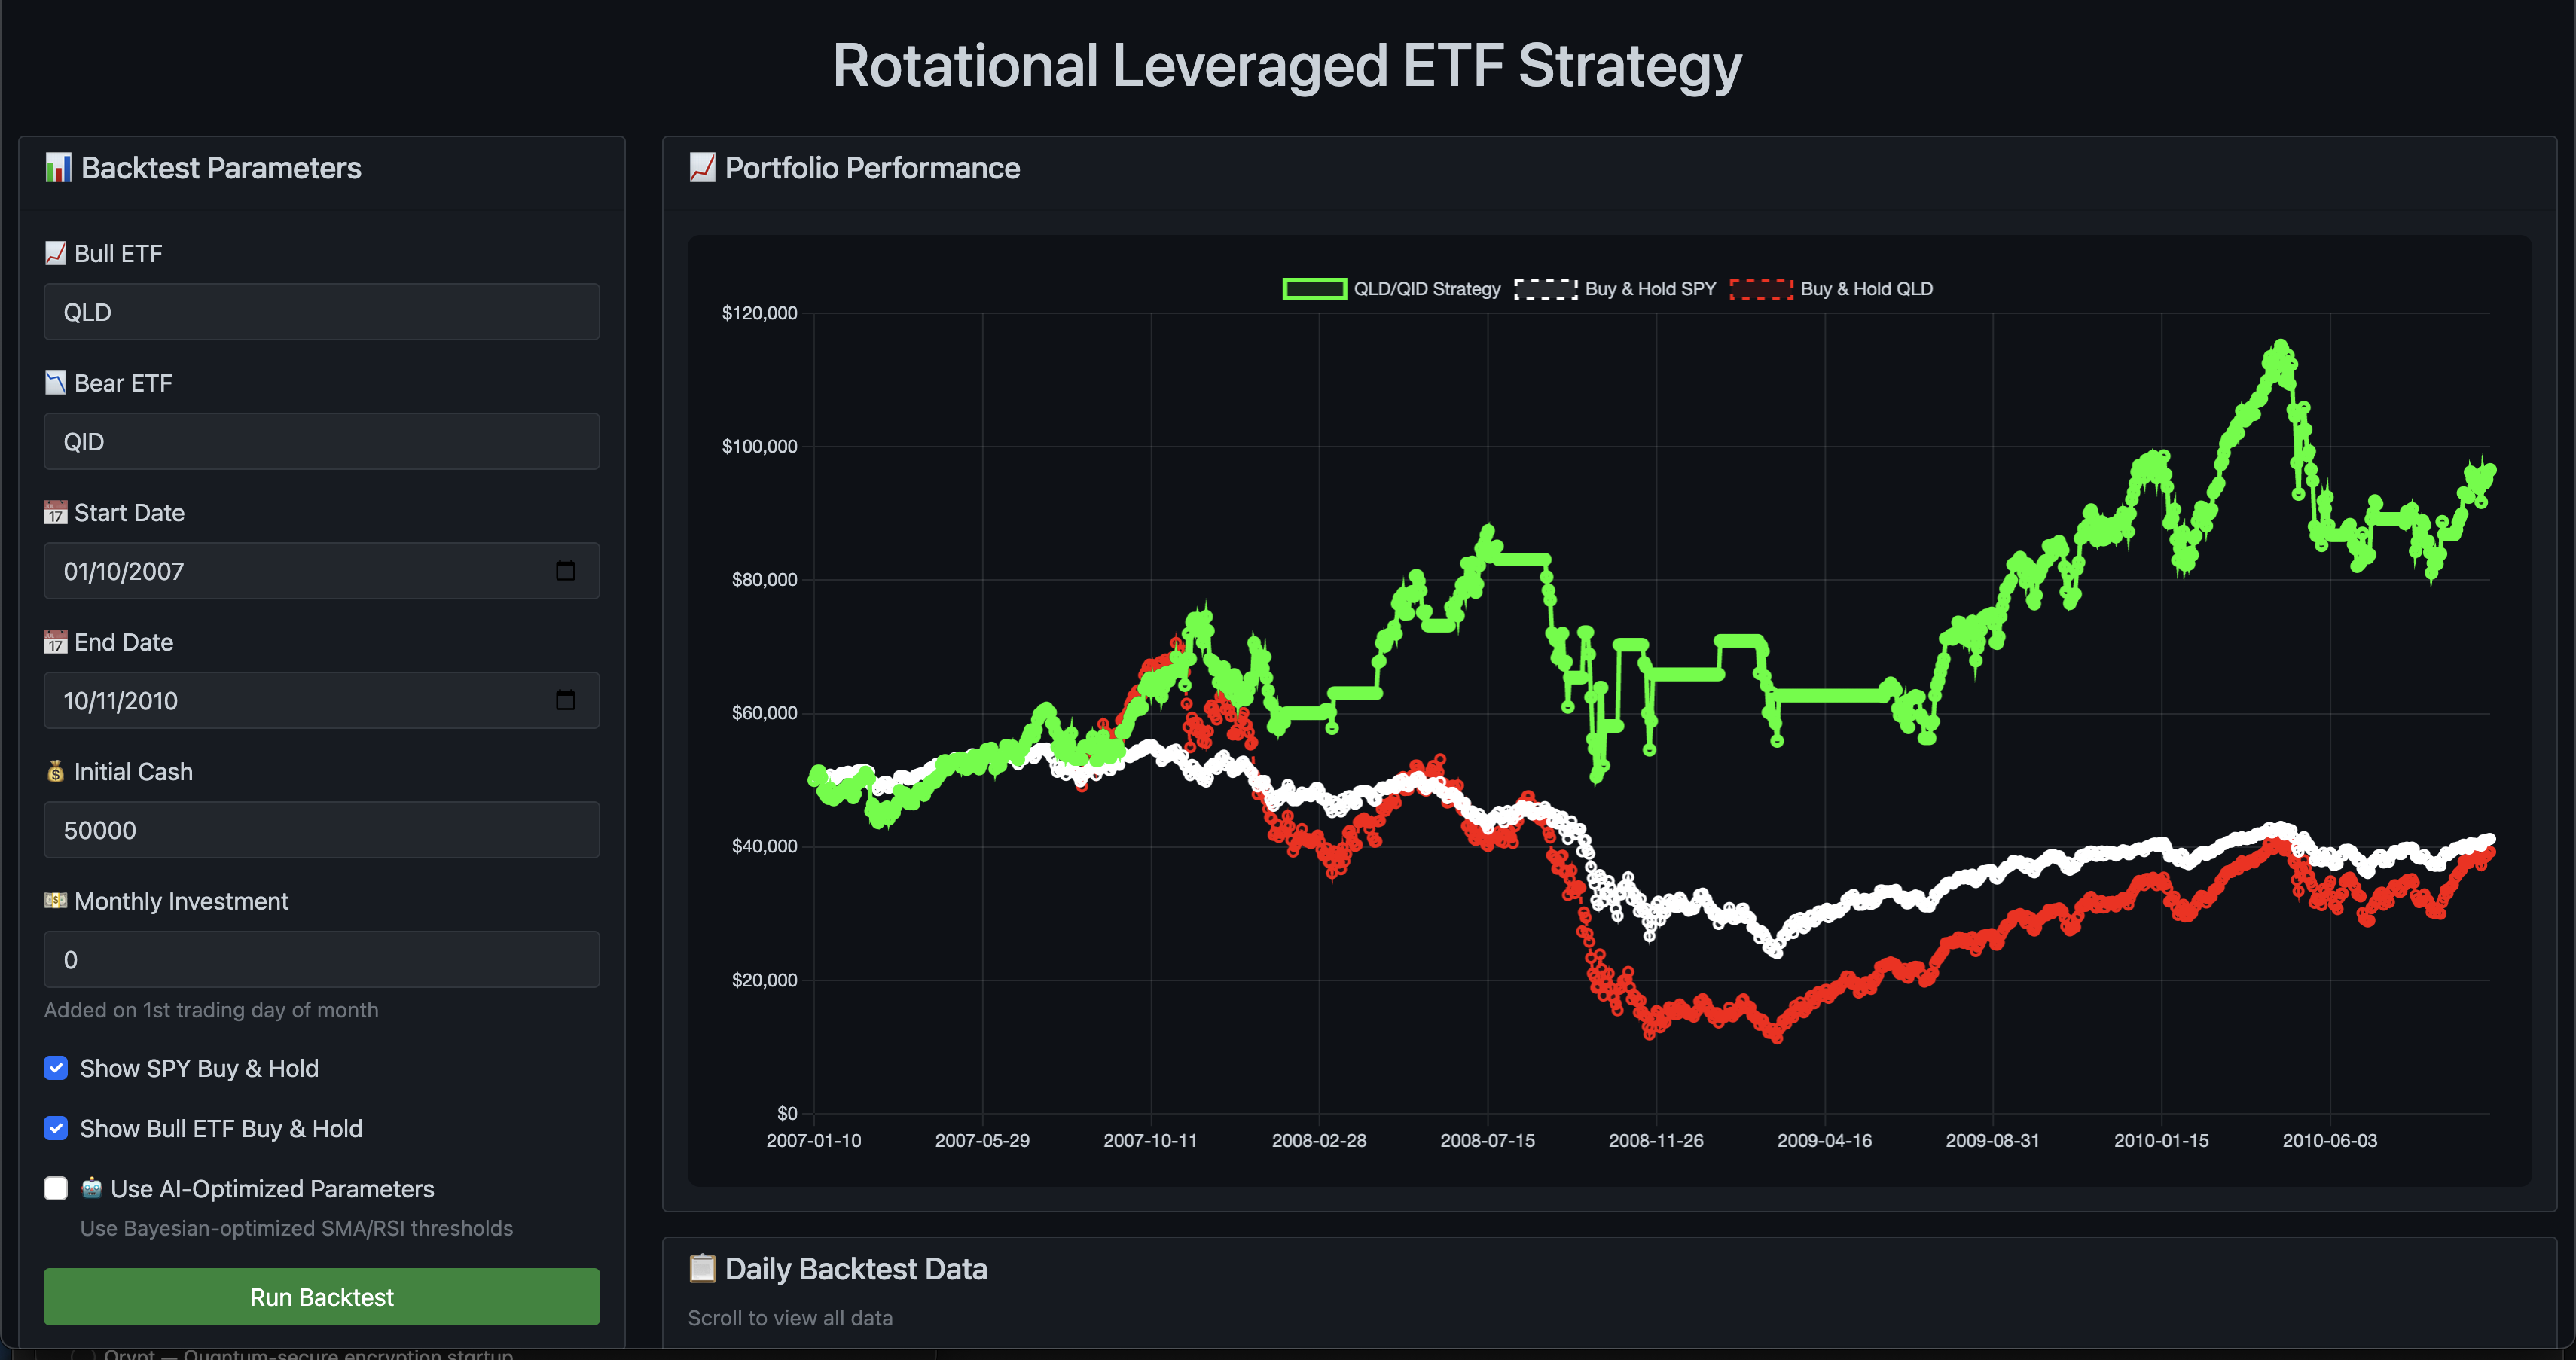 Rotational Leveraged ETF Strategy
📊 Backtest Parameters
📈 Bull ETF
QLD
📉 Bear ETF
QID
📅 Start Date
01/10/2007
📅 End Date
10/11/2010
💰 Initial Cash
50000
💵 Monthly Investment
0
Added on 1st trading day of month
Show SPY Buy & Hold
Show Bull ETF Buy & Hold
🤖 Use AI-Optimized Parameters
Use Bayesian-optimized SMA/RSI thresholds
Run Backtest
📈 Portfolio Performance
QLD/QID Strategy Buy & Hold SPY Buy & Hold QLD
$120,000
$100,000
$80,000
$60,000
$40,000
$20,000
$0
2007-01-10 2007-05-29 2007-10-11 2008-02-28 2008-07-15 2008-11-26 2009-04-16 2009-08-31 2010-01-15 2010-06-03
📋 Daily Backtest Data
Scroll to view all data
Qrypt — Quantum-secure encryption startup